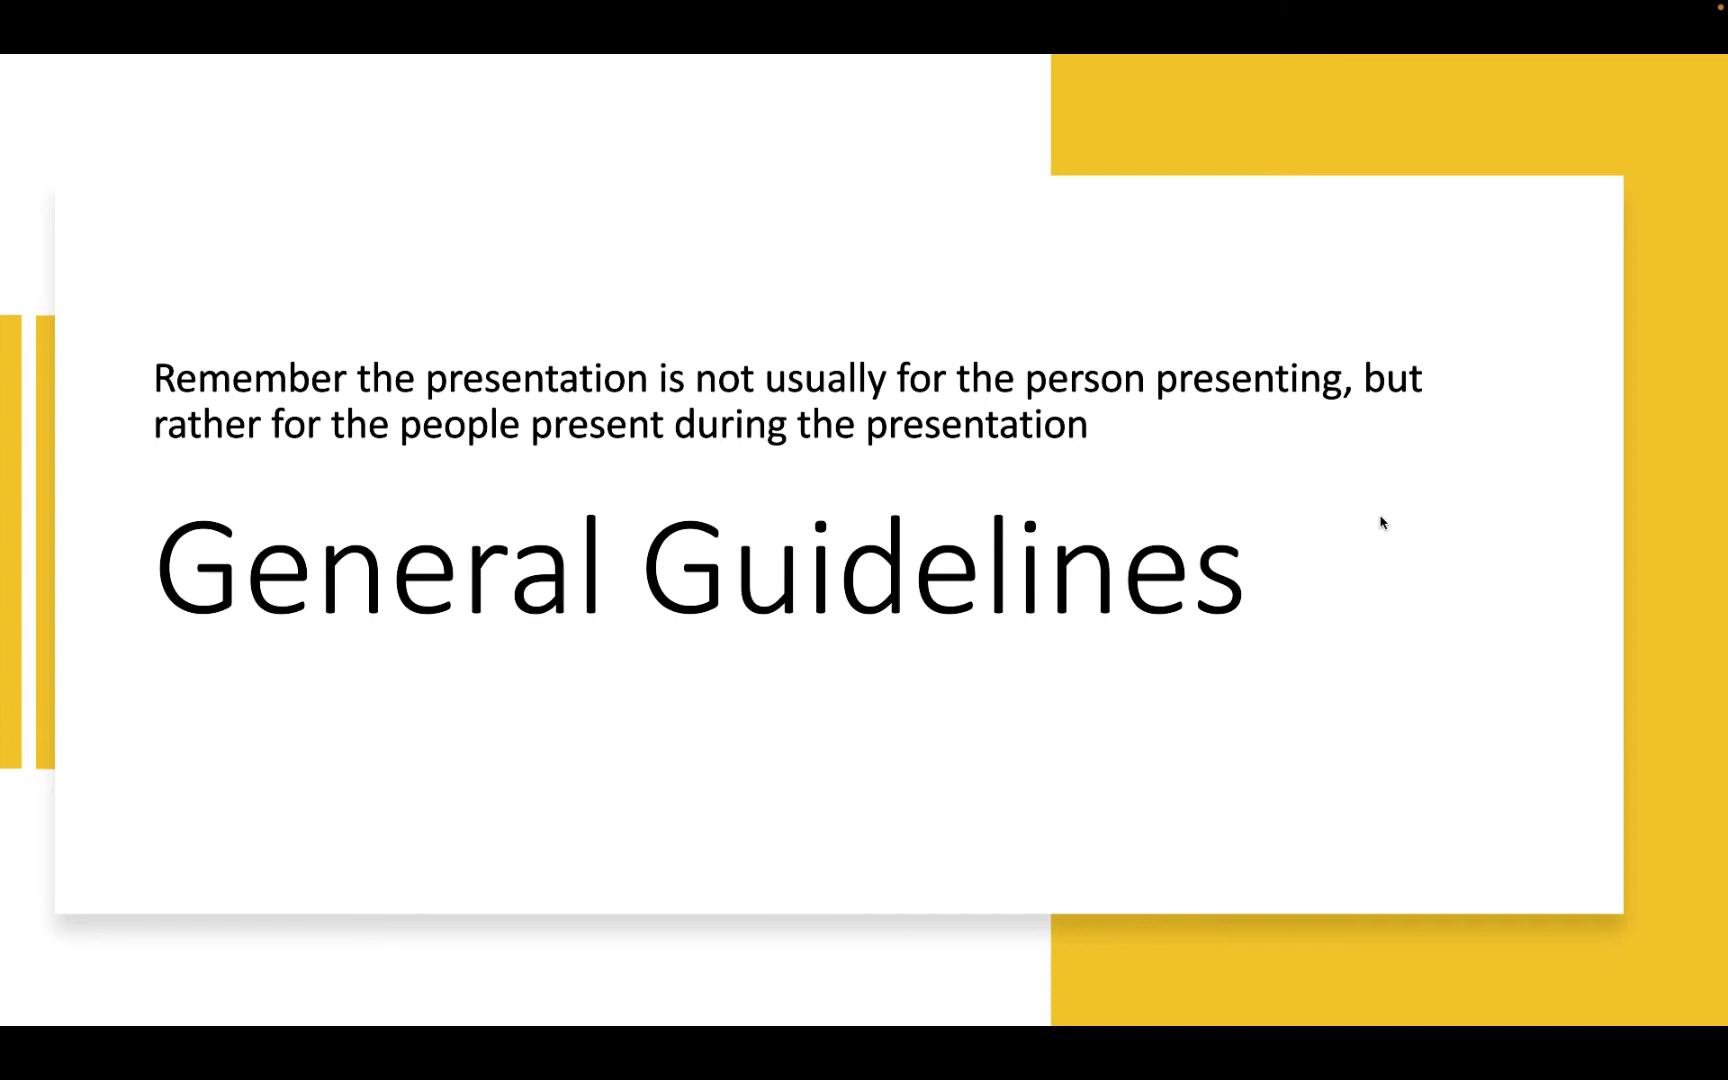 Remember the presentation is not usually for the person presenting, but
rather for the people present during the presentation
General Guidelines